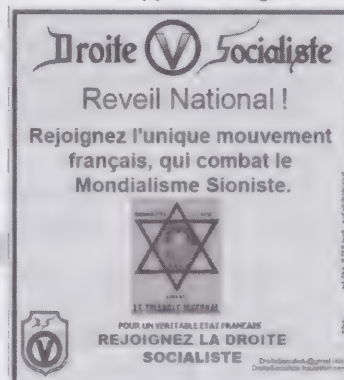 Droite V Socialiste
Reveil National !
Rejoignez l'unique mouvement
français, qui combat le
Mondialisme Sioniste.
LE TRIANGLE INFERNAL
POUR UN VERITABLE ETAT FRANCAIS
REJOIGNEZ LA DROITE
SOCIALISTE